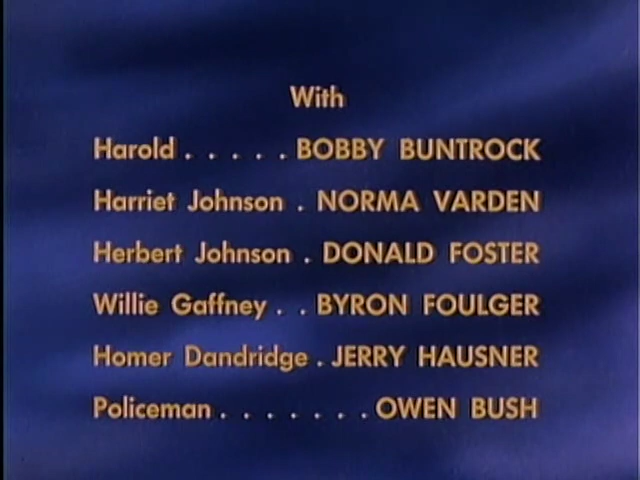 With
Harold . . . . . BOBBY BUNTROCK
Harriet Johnson . NORMA VARDEN
Herbert Johnson . DONALD FOSTER
Willie Gaffney . . BYRON FOULGER
Homer Dandridge . JERRY HAUSNER
Policeman . . . . . . . OWEN BUSH